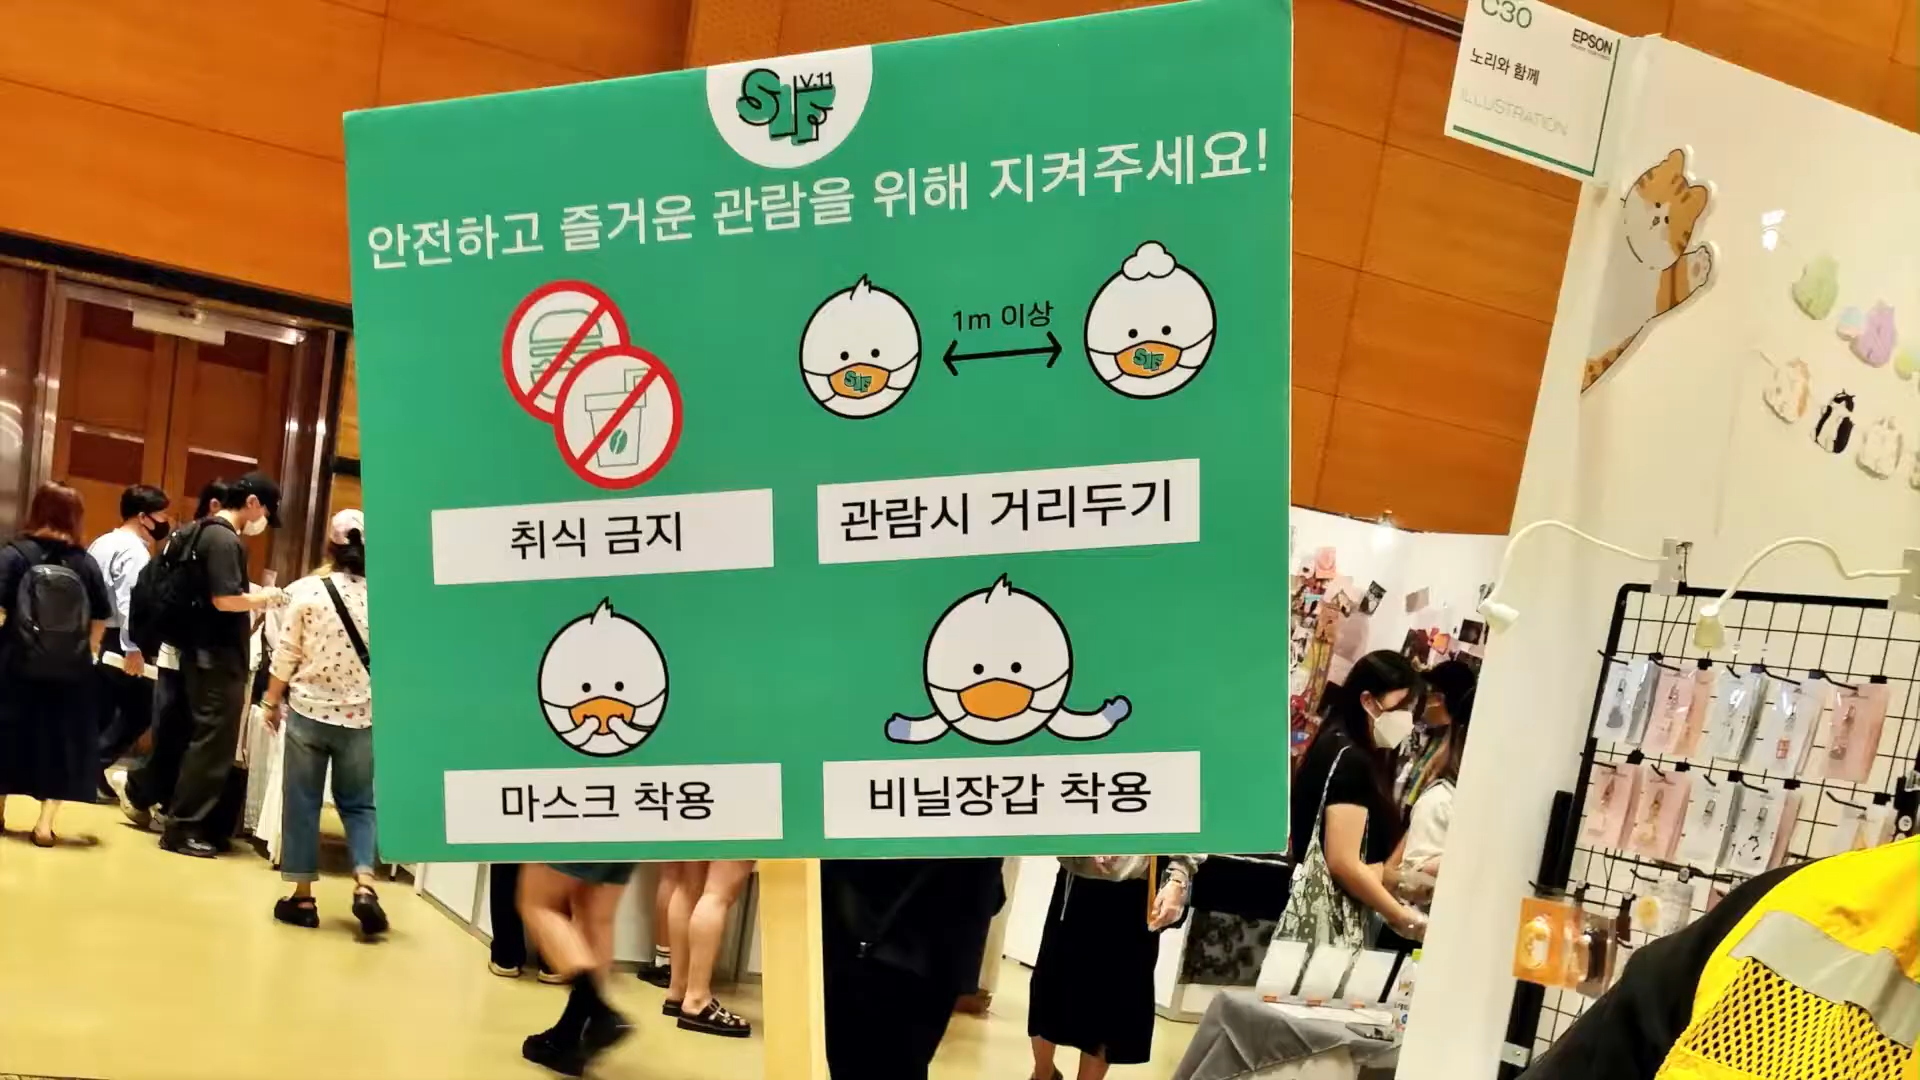 SIF V.11
안전하고 즐거운 관람을 위해 지켜주세요!
1m 이상
SIF
SIF
취식 금지
관람시 거리두기
마스크 착용
비닐장갑 착용
C30
EPSON
노리와 함께
ILLUSTRATION